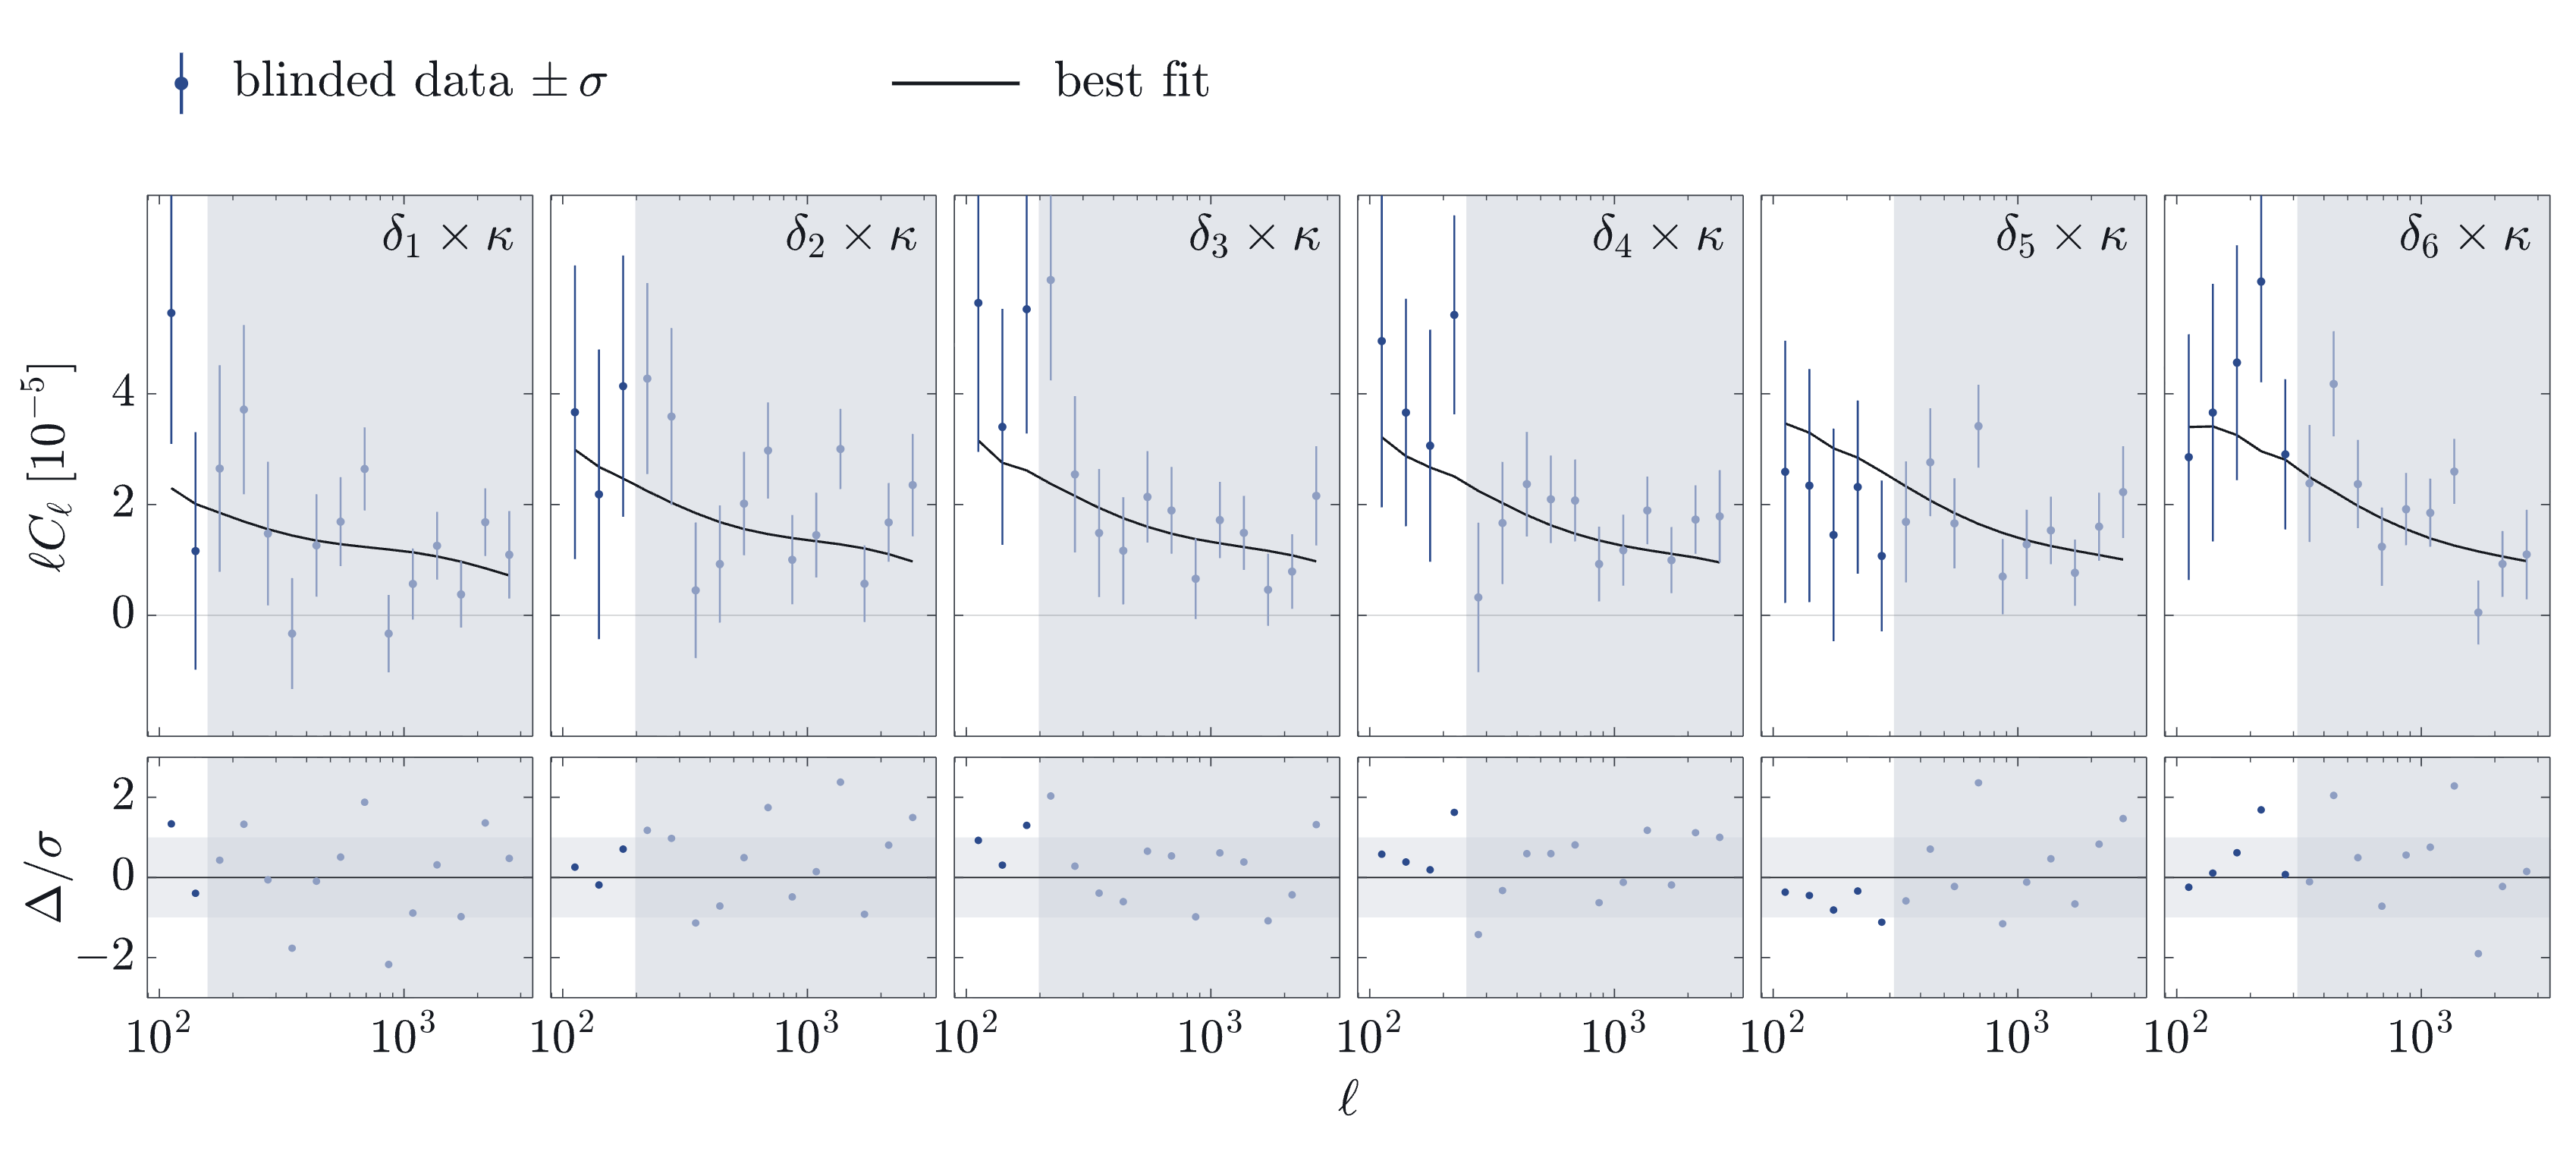 blinded data ± σ
best fit
δ₁ × κ
δ₂ × κ
δ₃ × κ
δ₄ × κ
δ₅ × κ
δ₆ × κ
ℓC_ℓ [10⁻⁵]
4
2
0
Δ/σ
2
0
−2
10² 10³ 10² 10³ 10² 10³ 10² 10³ 10² 10³ 10² 10³
ℓ